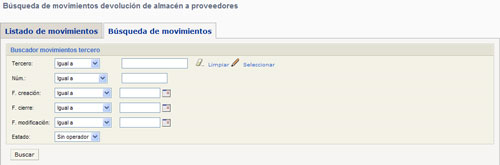 Búsqueda de movimientos devolución de almacén a proveedores
Listado de movimientos Búsqueda de movimientos
Buscador movimientos tercero
Tercero: Igual a Limpiar Seleccionar
Núm.: Igual a
F. creación: Igual a
F. cierre: Igual a
F. modificación: Igual a
Estado: Sin operador
Buscar